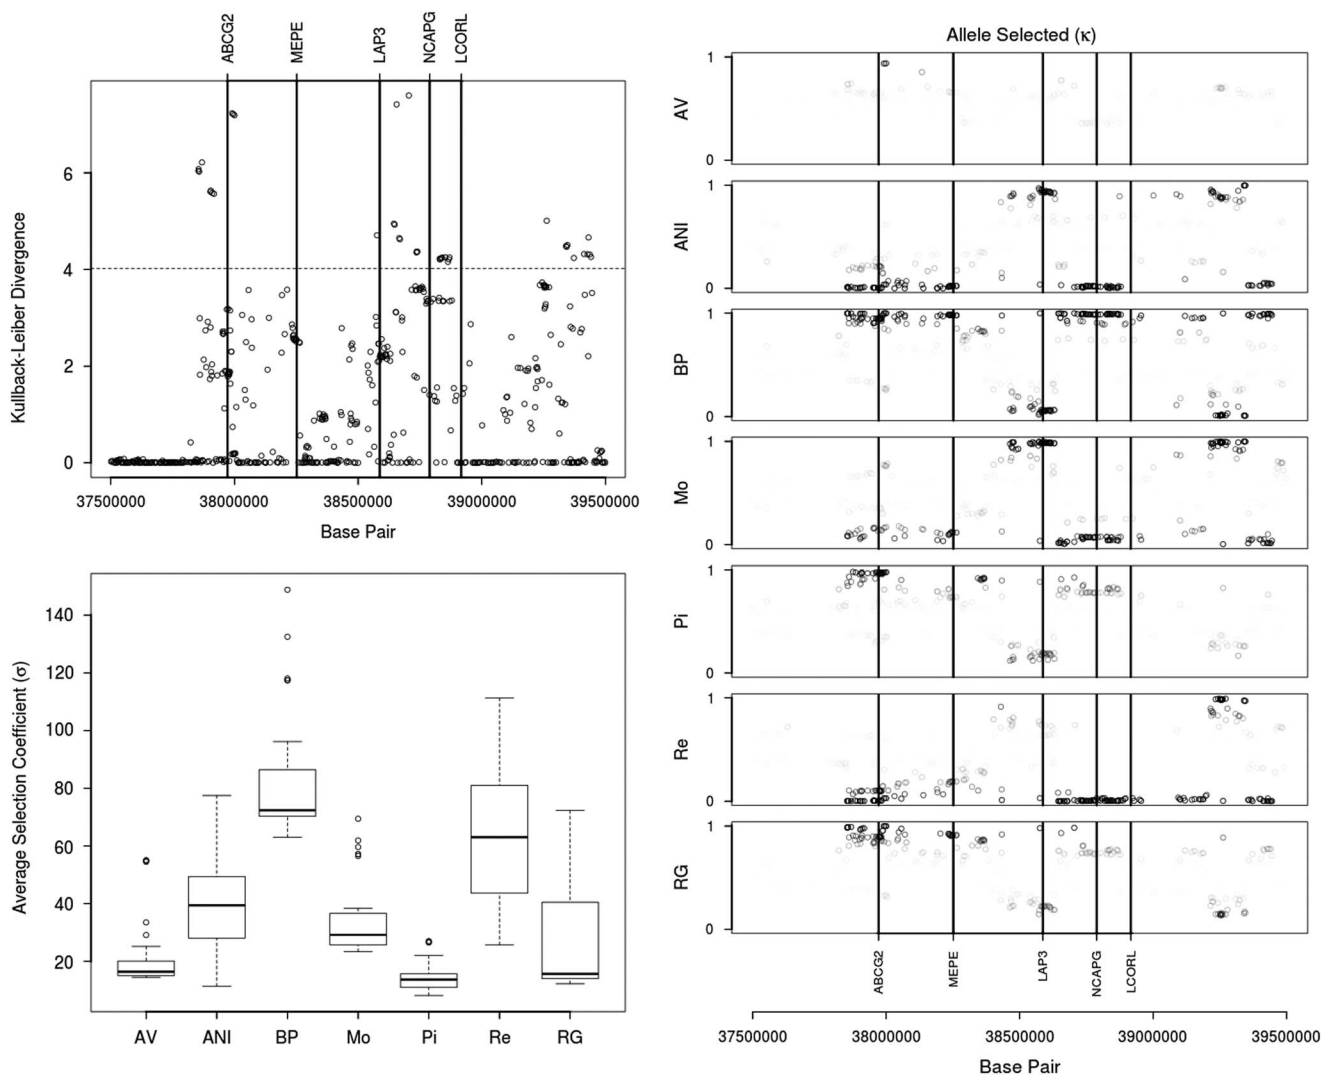 ABCG2
MEPE
LAP3
NCAPG
LCORL
Kullback-Leiber Divergence
6
4
2
0
37500000 38000000 38500000 39000000 39500000
Base Pair
Average Selection Coefficient (σ)
140
120
100
80
60
40
20
AV ANI BP Mo Pi Re RG
Allele Selected (κ)
AV
1
0
ANI
1
0
BP
1
0
Mo
1
0
Pi
1
0
Re
1
0
RG
1
0
ABCG2
MEPE
LAP3
NCAPG
LCORL
37500000 38000000 38500000 39000000 39500000
Base Pair